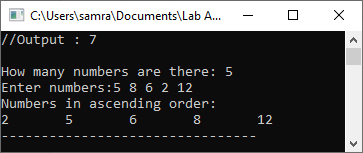 C:\Users\samra\Documents\Lab A...
//Output : 7
How many numbers are there: 5
Enter numbers:5 8 6 2 12
Numbers in ascending order:
2 5 6 8 12
--------------------------------